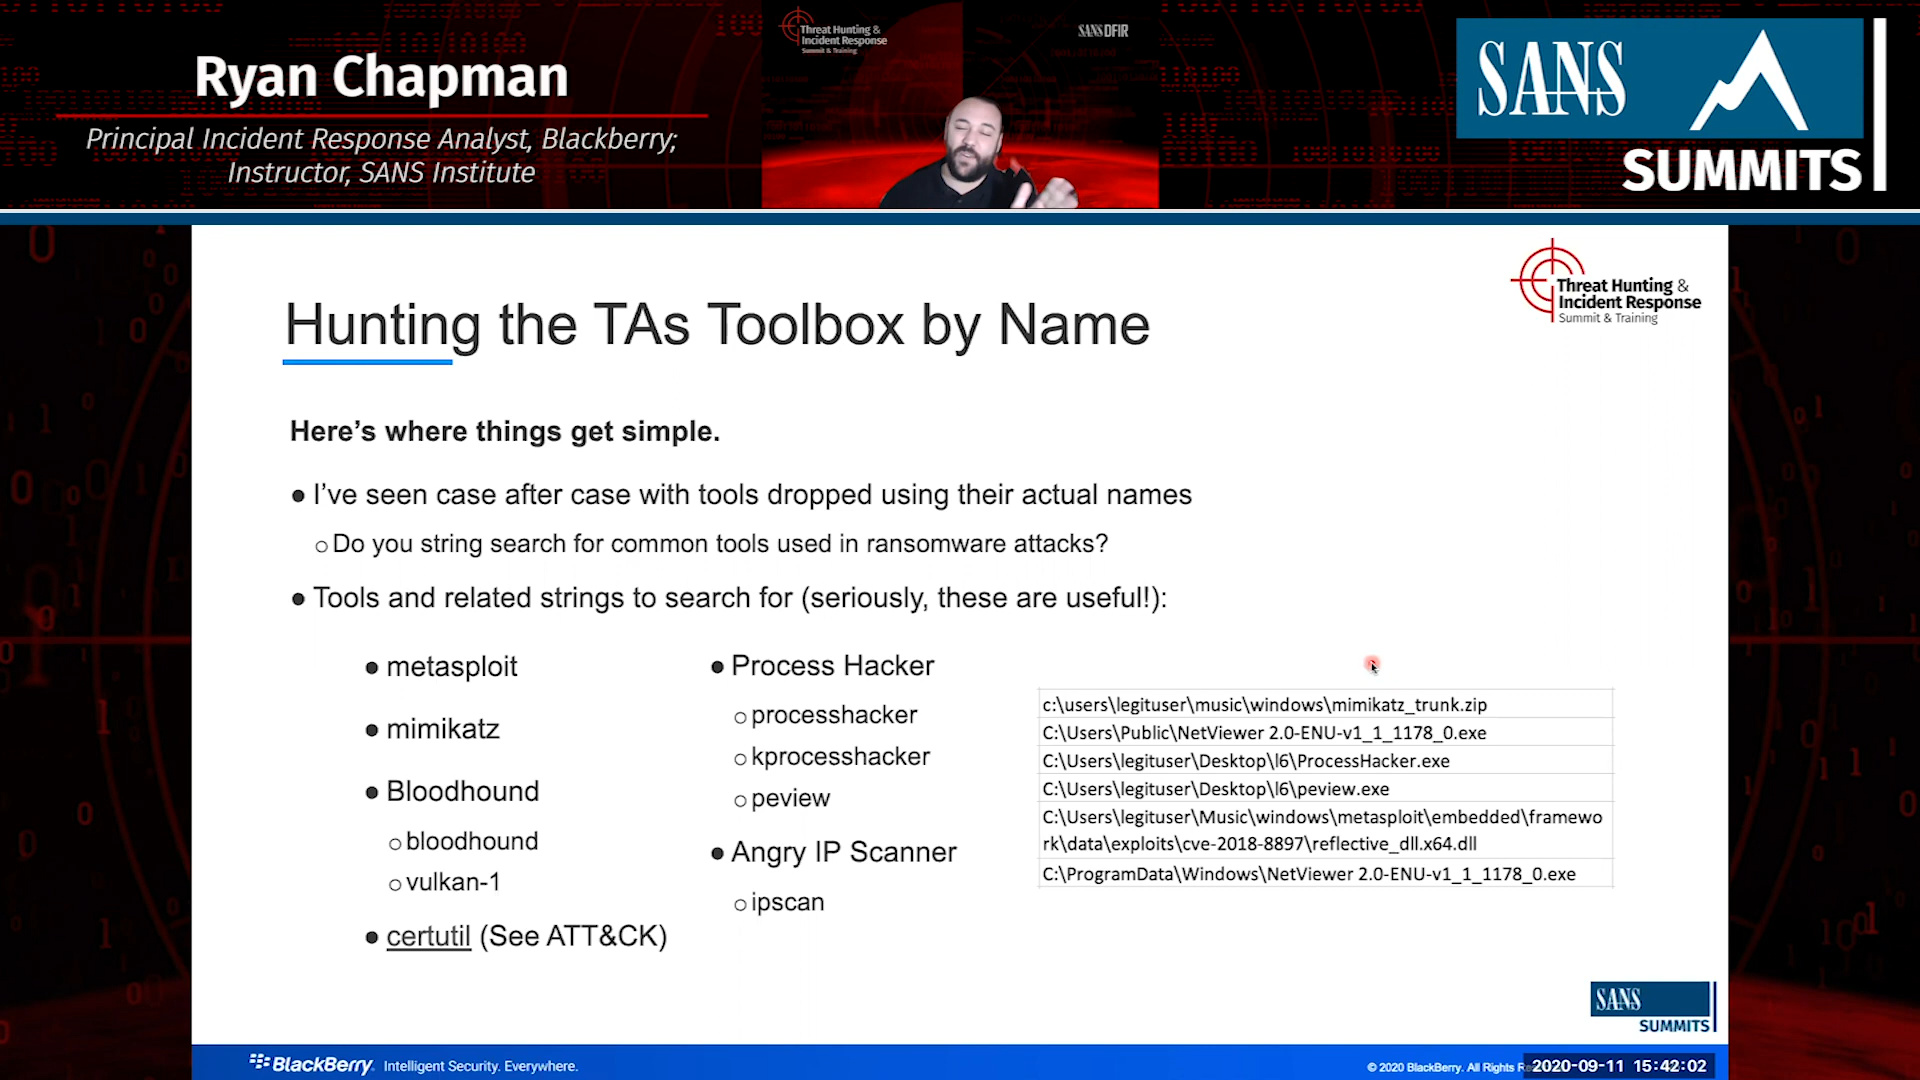 Ryan Chapman
Principal Incident Response Analyst, Blackberry;
Instructor, SANS Institute
Threat Hunting &
Incident Response
Summit & Training
SANS DFIR
SANS
SUMMITS
Threat Hunting &
Incident Response
Summit & Training
Hunting the TAs Toolbox by Name
Here’s where things get simple.
● I’ve seen case after case with tools dropped using their actual names
○ Do you string search for common tools used in ransomware attacks?
● Tools and related strings to search for (seriously, these are useful!):
● metasploit
● mimikatz
● Bloodhound
○ bloodhound
○ vulkan-1
● certutil (See ATT&CK)
● Process Hacker
○ processhacker
○ kprocesshacker
○ peview
● Angry IP Scanner
○ ipscan
c:\users\legituser\music\windows\mimikatz_trunk.zip
C:\Users\Public\NetViewer 2.0-ENU-v1_1_1178_0.exe
C:\Users\legituser\Desktop\l6\ProcessHacker.exe
C:\Users\legituser\Desktop\l6\peview.exe
C:\Users\legituser\Music\windows\metasploit\embedded\framewo
rk\data\exploits\cve-2018-8897\reflective_dll.x64.dll
C:\ProgramData\Windows\NetViewer 2.0-ENU-v1_1_1178_0.exe
SANS
SUMMITS
BlackBerry Intelligent Security. Everywhere.
© 2020 BlackBerry. All Rights
2020-09-11 15:42:02